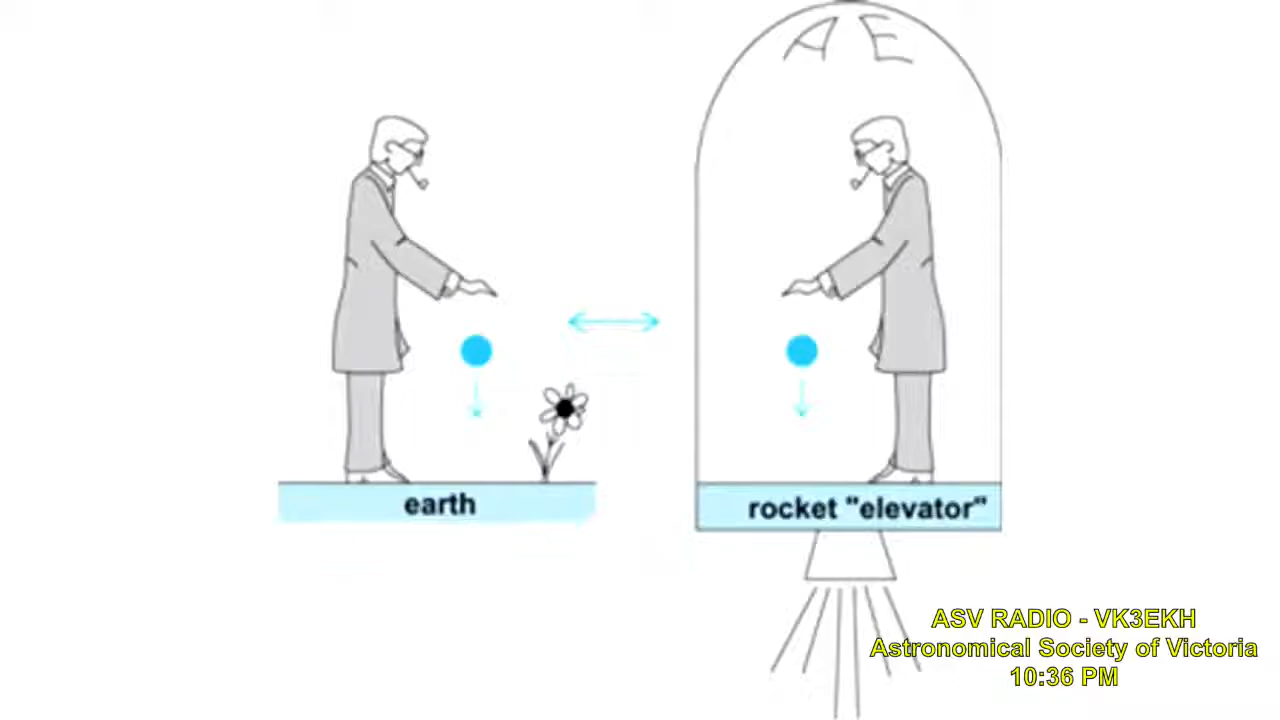 A E
earth
rocket "elevator"
ASV RADIO - VK3EKH
Astronomical Society of Victoria
10:36 PM